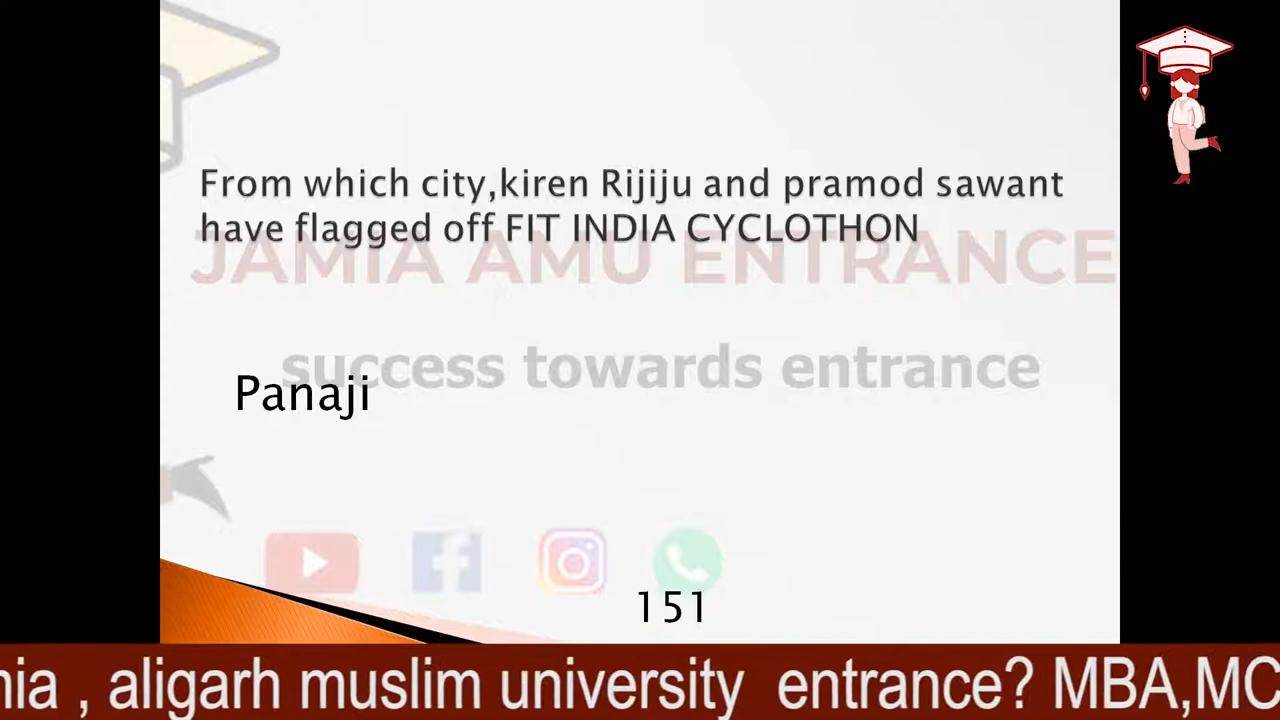 From which city,kiren Rijiju and pramod sawant
have flagged off FIT INDIA CYCLOTHON
JAMIA AMU ENTRANCE
success towards entrance
Panaji
151
nia , aligarh muslim university entrance? MBA,MC